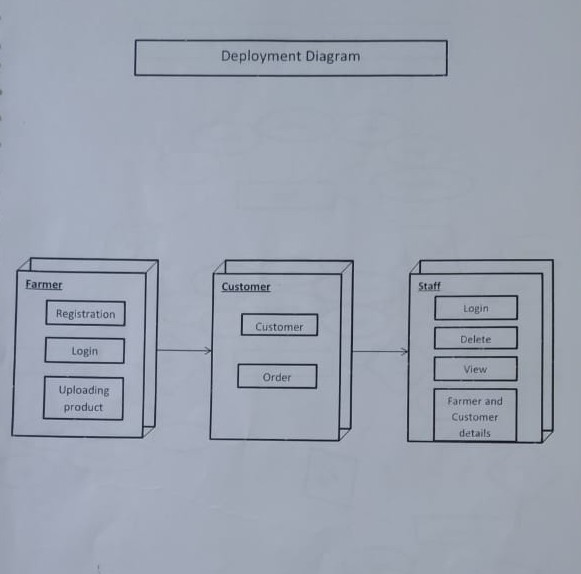 Deployment Diagram
Farmer
Registration
Login
Uploading
product
Customer
Customer
Order
Staff
Login
Delete
View
Farmer and
Customer
details